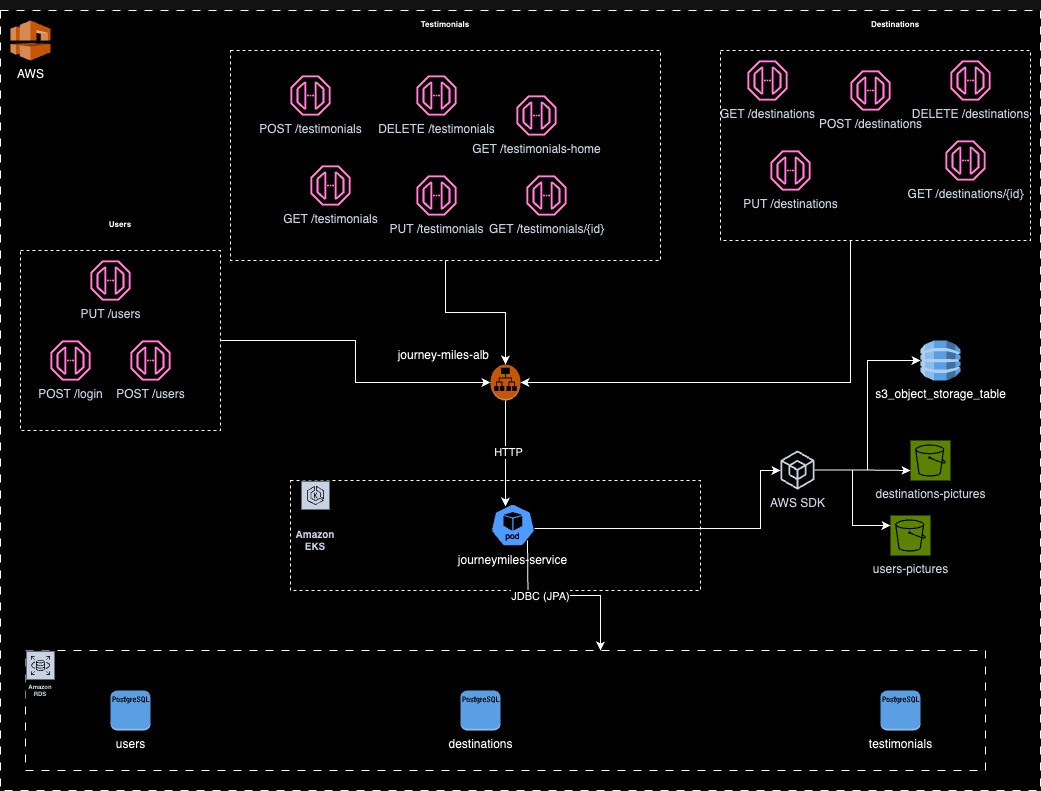 AWS
Testimonials
Destinations
POST /testimonials
DELETE /testimonials
GET /testimonials-home
GET /testimonials
PUT /testimonials
GET /testimonials/{id}
GET /destinations
POST /destinations
DELETE /destinations
PUT /destinations
GET /destinations/{id}
Users
PUT /users
POST /login
POST /users
journey-miles-alb
HTTP
s3_object_storage_table
destinations-pictures
AWS SDK
users-pictures
Amazon
EKS
pod
journeymiles-service
JDBC (JPA)
Amazon
RDS
PostgreSQL
users
PostgreSQL
destinations
PostgreSQL
testimonials